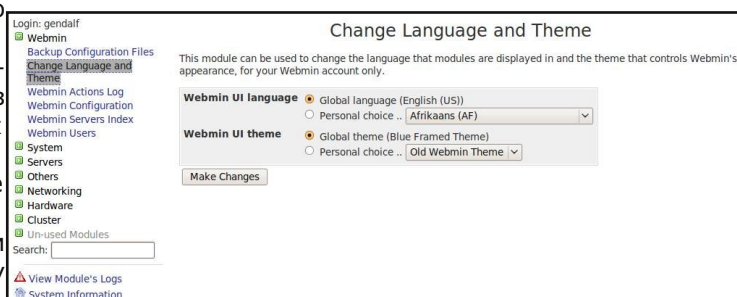 Login: gendalf
Webmin
Backup Configuration Files
Change Language and
Theme
Webmin Actions Log
Webmin Configuration
Webmin Servers Index
Webmin Users
System
Servers
Others
Networking
Hardware
Cluster
Un-used Modules
Search:
View Module's Logs
System Information
Change Language and Theme
This module can be used to change the language that modules are displayed in and the theme that controls Webmin's
appearance, for your Webmin account only.
Webmin UI language Global language (English (US))
Personal choice .. Afrikaans (AF)
Webmin UI theme Global theme (Blue Framed Theme)
Personal choice .. Old Webmin Theme
Make Changes